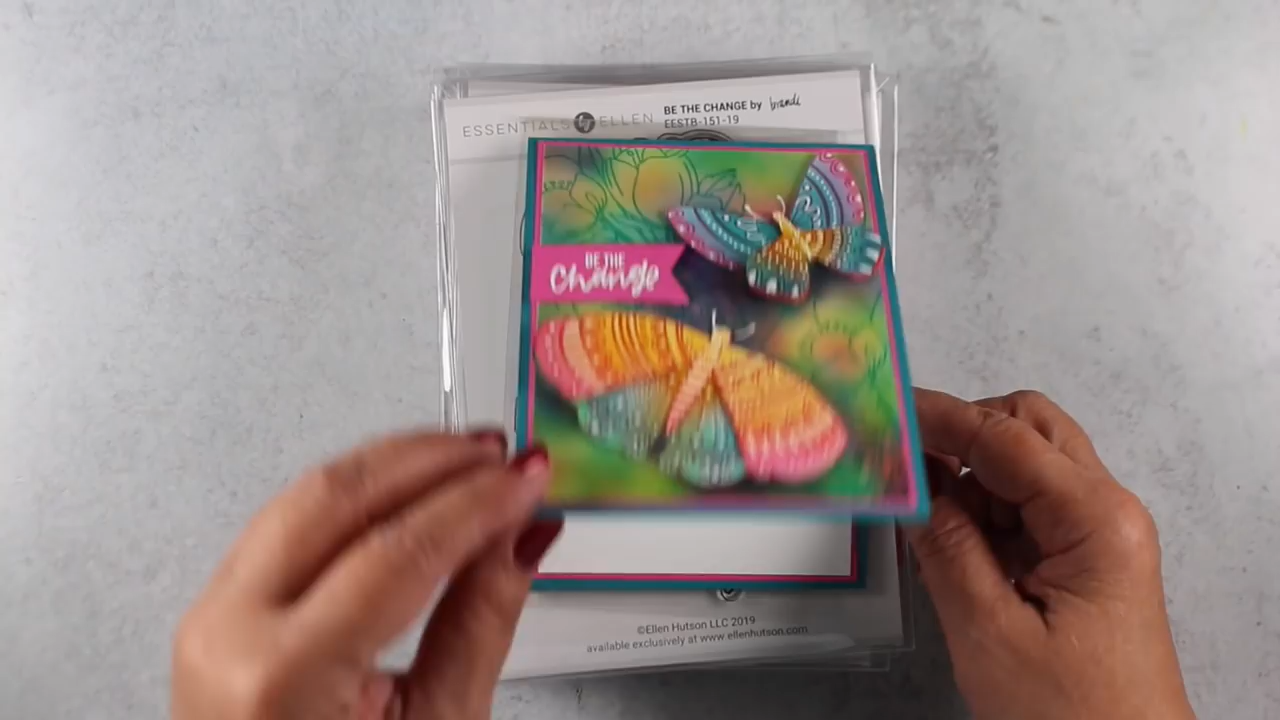 ESSENTIALS by ELLEN
BE THE CHANGE by brandi
EESTB-151-19
BE THE
Change
©Ellen Hutson LLC 2019
available exclusively at www.ellenhutson.com